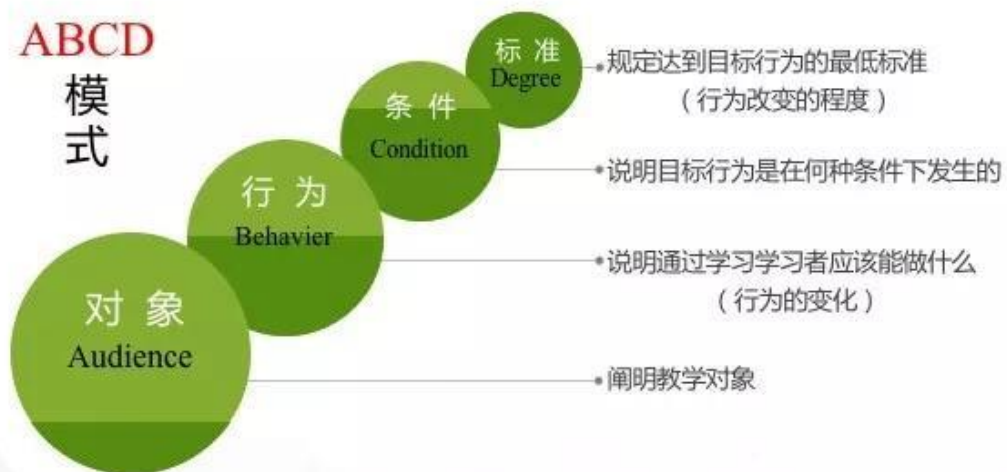 ABCD
模
式
标 准
Degree
规定达到目标行为的最低标准
（行为改变的程度）
条 件
Condition
说明目标行为是在何种条件下发生的
行 为
Behavier
说明通过学习学习者应该能做什么
（行为的变化）
对 象
Audience
阐明教学对象